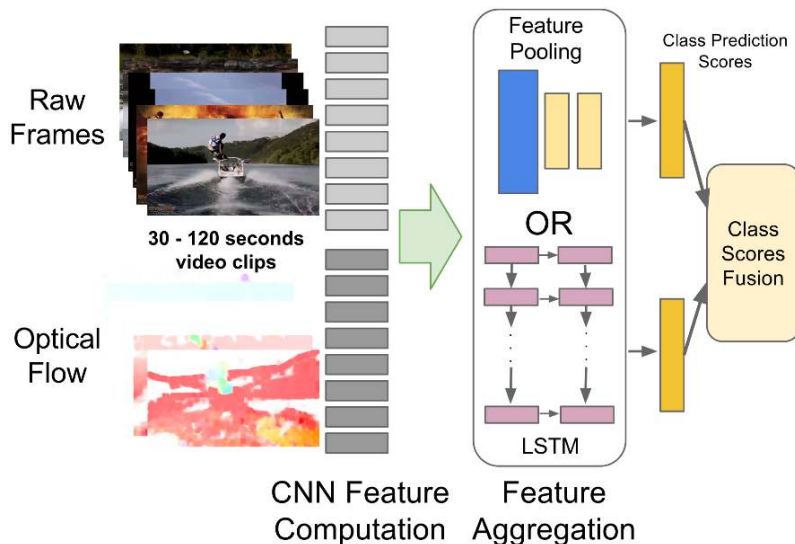 Raw
Frames
30 - 120 seconds
video clips
Optical
Flow
CNN Feature
Computation
Feature
Pooling
OR
LSTM
Feature
Aggregation
Class Prediction
Scores
Class
Scores
Fusion